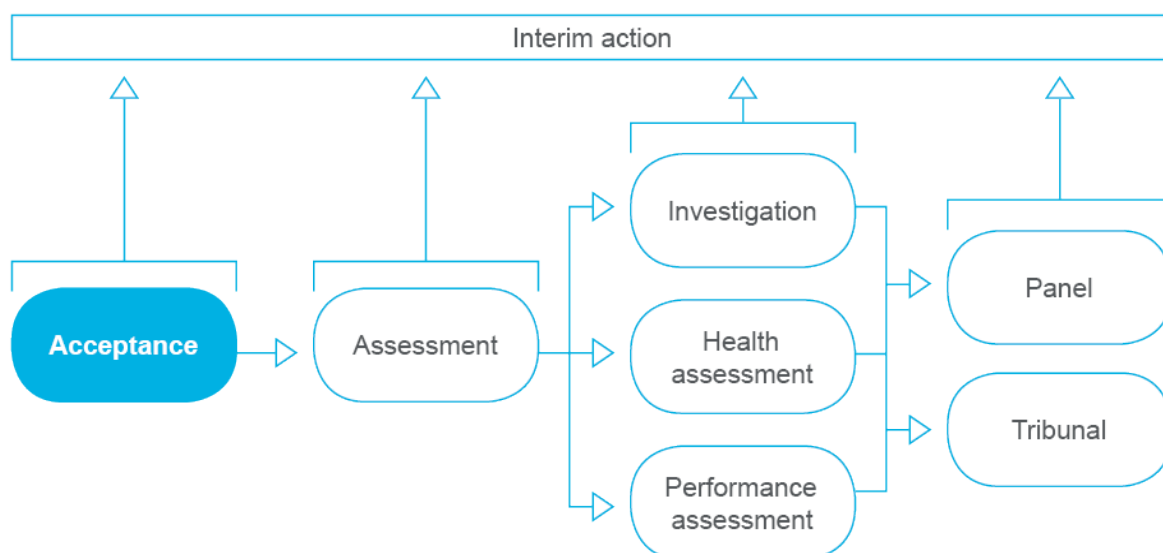 Interim action
Acceptance
Assessment
Investigation
Health
assessment
Performance
assessment
Panel
Tribunal